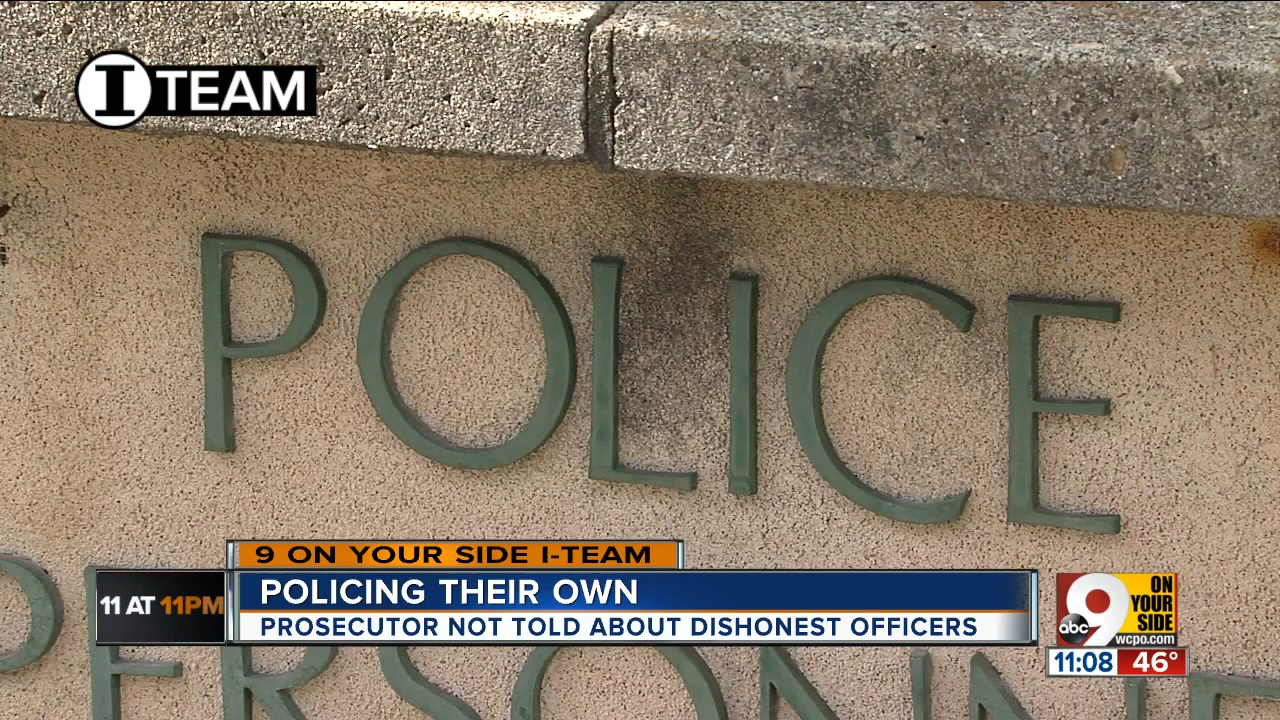 I TEAM
POLICE
9 ON YOUR SIDE I-TEAM
11 AT 11PM
POLICING THEIR OWN
PROSECUTOR NOT TOLD ABOUT DISHONEST OFFICERS
abc 9 ON YOUR SIDE
wcpo.com
11:08 46°
PERSONNE